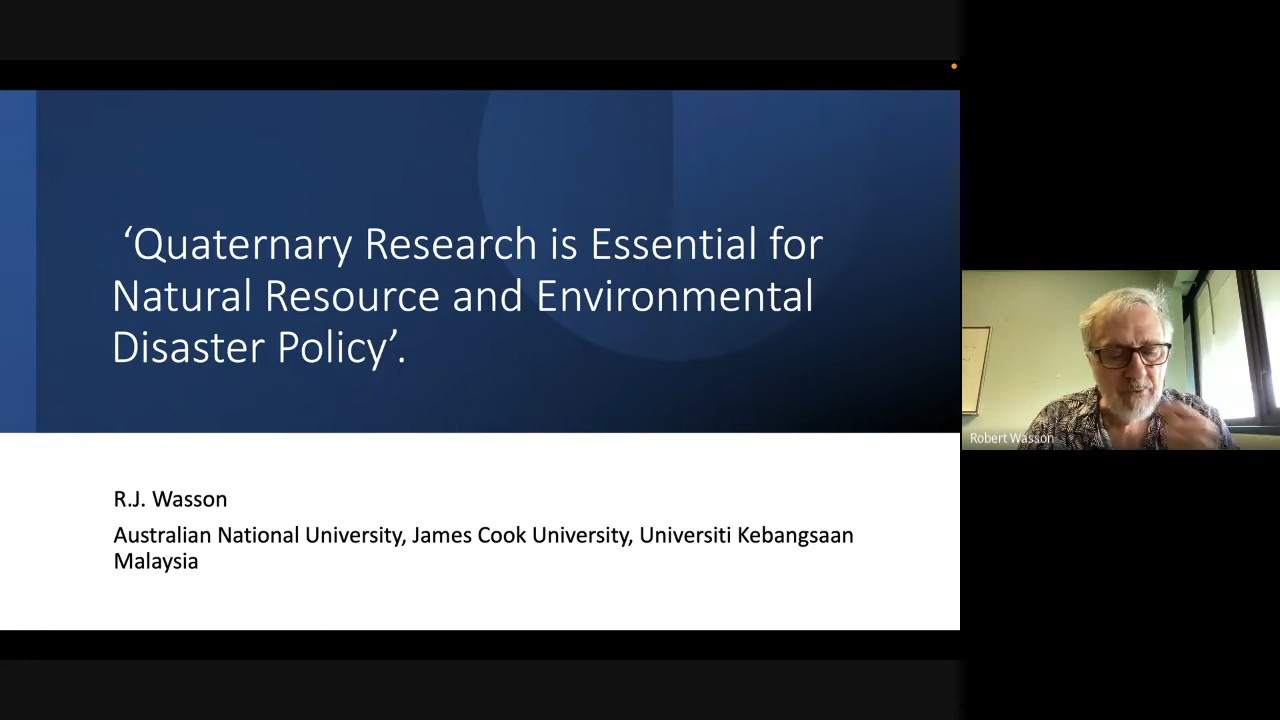 ‘Quaternary Research is Essential for
Natural Resource and Environmental
Disaster Policy’.
R.J. Wasson
Australian National University, James Cook University, Universiti Kebangsaan
Malaysia
Robert Wasson